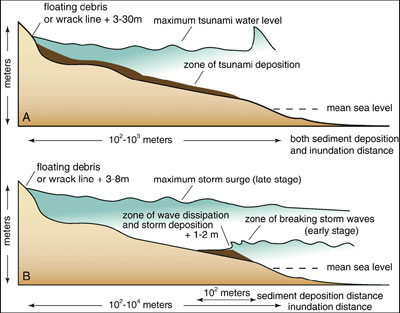 floating debris
or wrack line + 3-30m
maximum tsunami water level
zone of tsunami deposition
meters
mean sea level
A
10²-10³ meters
both sediment deposition
and inundation distance
floating debris
or wrack line + 3-8m
maximum storm surge (late stage)
zone of wave dissipation
and storm deposition
+ 1-2 m
zone of breaking storm waves
(early stage)
meters
mean sea level
B
10² meters
sediment deposition distance
10²-10⁴ meters
inundation distance